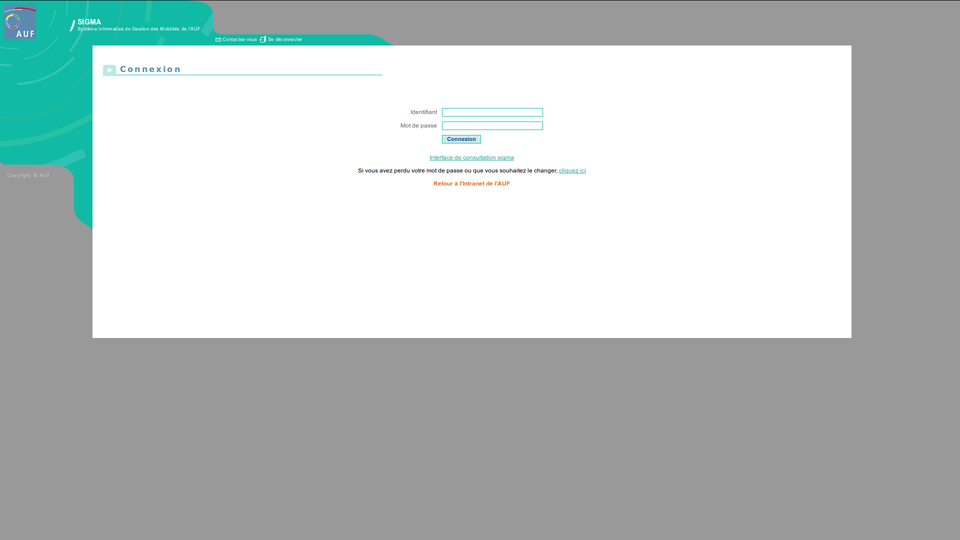 AUF
SIGMA
Système Informatisé de Gestion des Mobilités de l'AUF
Contactez-nous Se déconnecter
Connexion
Identifiant
Mot de passe
Connexion
Interface de consultation sigma
Si vous avez perdu votre mot de passe ou que vous souhaitez le changer, cliquez ici
Copyright © AUF
Retour à l'Intranet de l'AUF